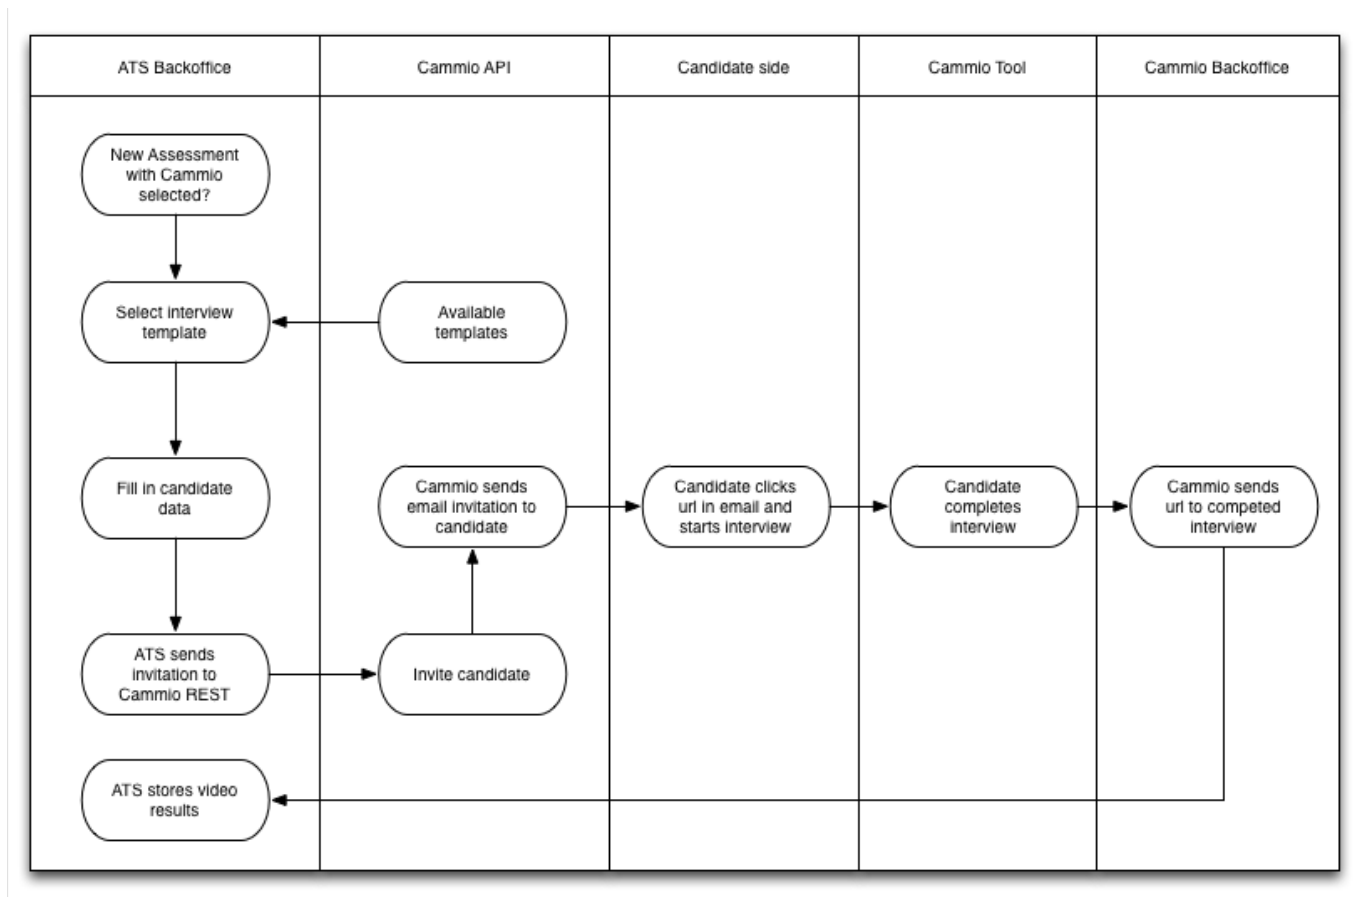 ATS Backoffice
Cammio API
Candidate side
Cammio Tool
Cammio Backoffice
New Assessment
with Cammio
selected?
Select interview
template
Available
templates
Fill in candidate
data
Cammio sends
email invitation to
candidate
Candidate clicks
url in email and
starts interview
Candidate
completes
interview
Cammio sends
url to competed
interview
ATS sends
invitation to
Cammio REST
Invite candidate
ATS stores video
results